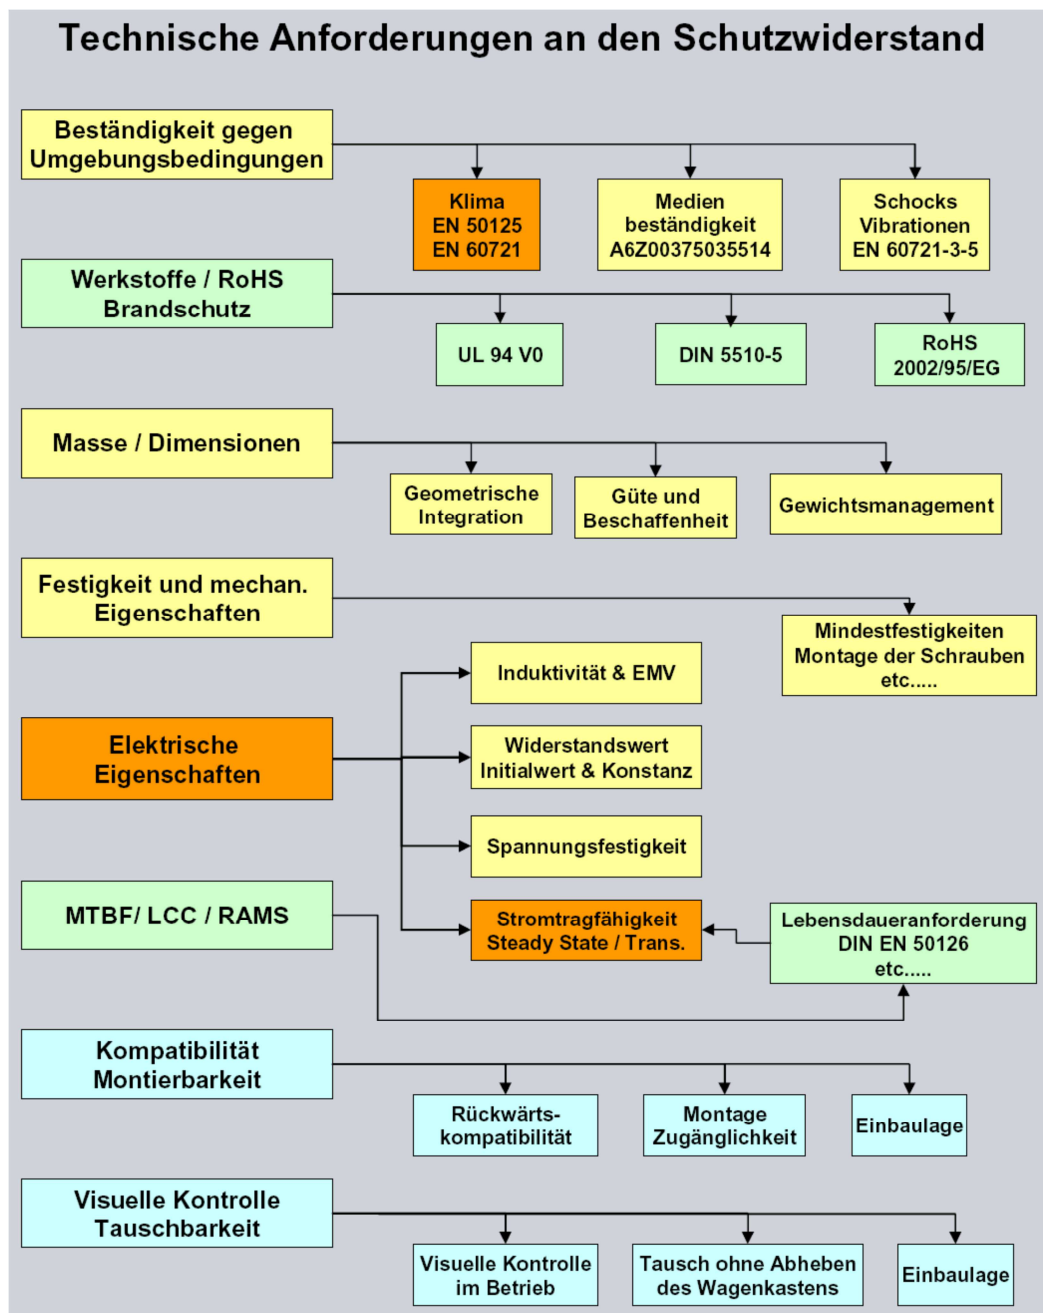 Technische Anforderungen an den Schutzwiderstand
Beständigkeit gegen
Umgebungsbedingungen
Klima
EN 50125
EN 60721
Medien
beständigkeit
A6Z00375035514
Schocks
Vibrationen
EN 60721-3-5
Werkstoffe / RoHS
Brandschutz
UL 94 V0
DIN 5510-5
RoHS
2002/95/EG
Masse / Dimensionen
Geometrische
Integration
Güte und
Beschaffenheit
Gewichtsmanagement
Festigkeit und mechan.
Eigenschaften
Mindestfestigkeiten
Montage der Schrauben
etc.....
Elektrische
Eigenschaften
Induktivität & EMV
Widerstandswert
Initialwert & Konstanz
Spannungsfestigkeit
Stromtragfähigkeit
Steady State / Trans.
MTBF/ LCC / RAMS
Lebensdaueranforderung
DIN EN 50126
etc.....
Kompatibilität
Montierbarkeit
Rückwärts-
kompatibilität
Montage
Zugänglichkeit
Einbaulage
Visuelle Kontrolle
Tauschbarkeit
Visuelle Kontrolle
im Betrieb
Tausch ohne Abheben
des Wagenkastens
Einbaulage